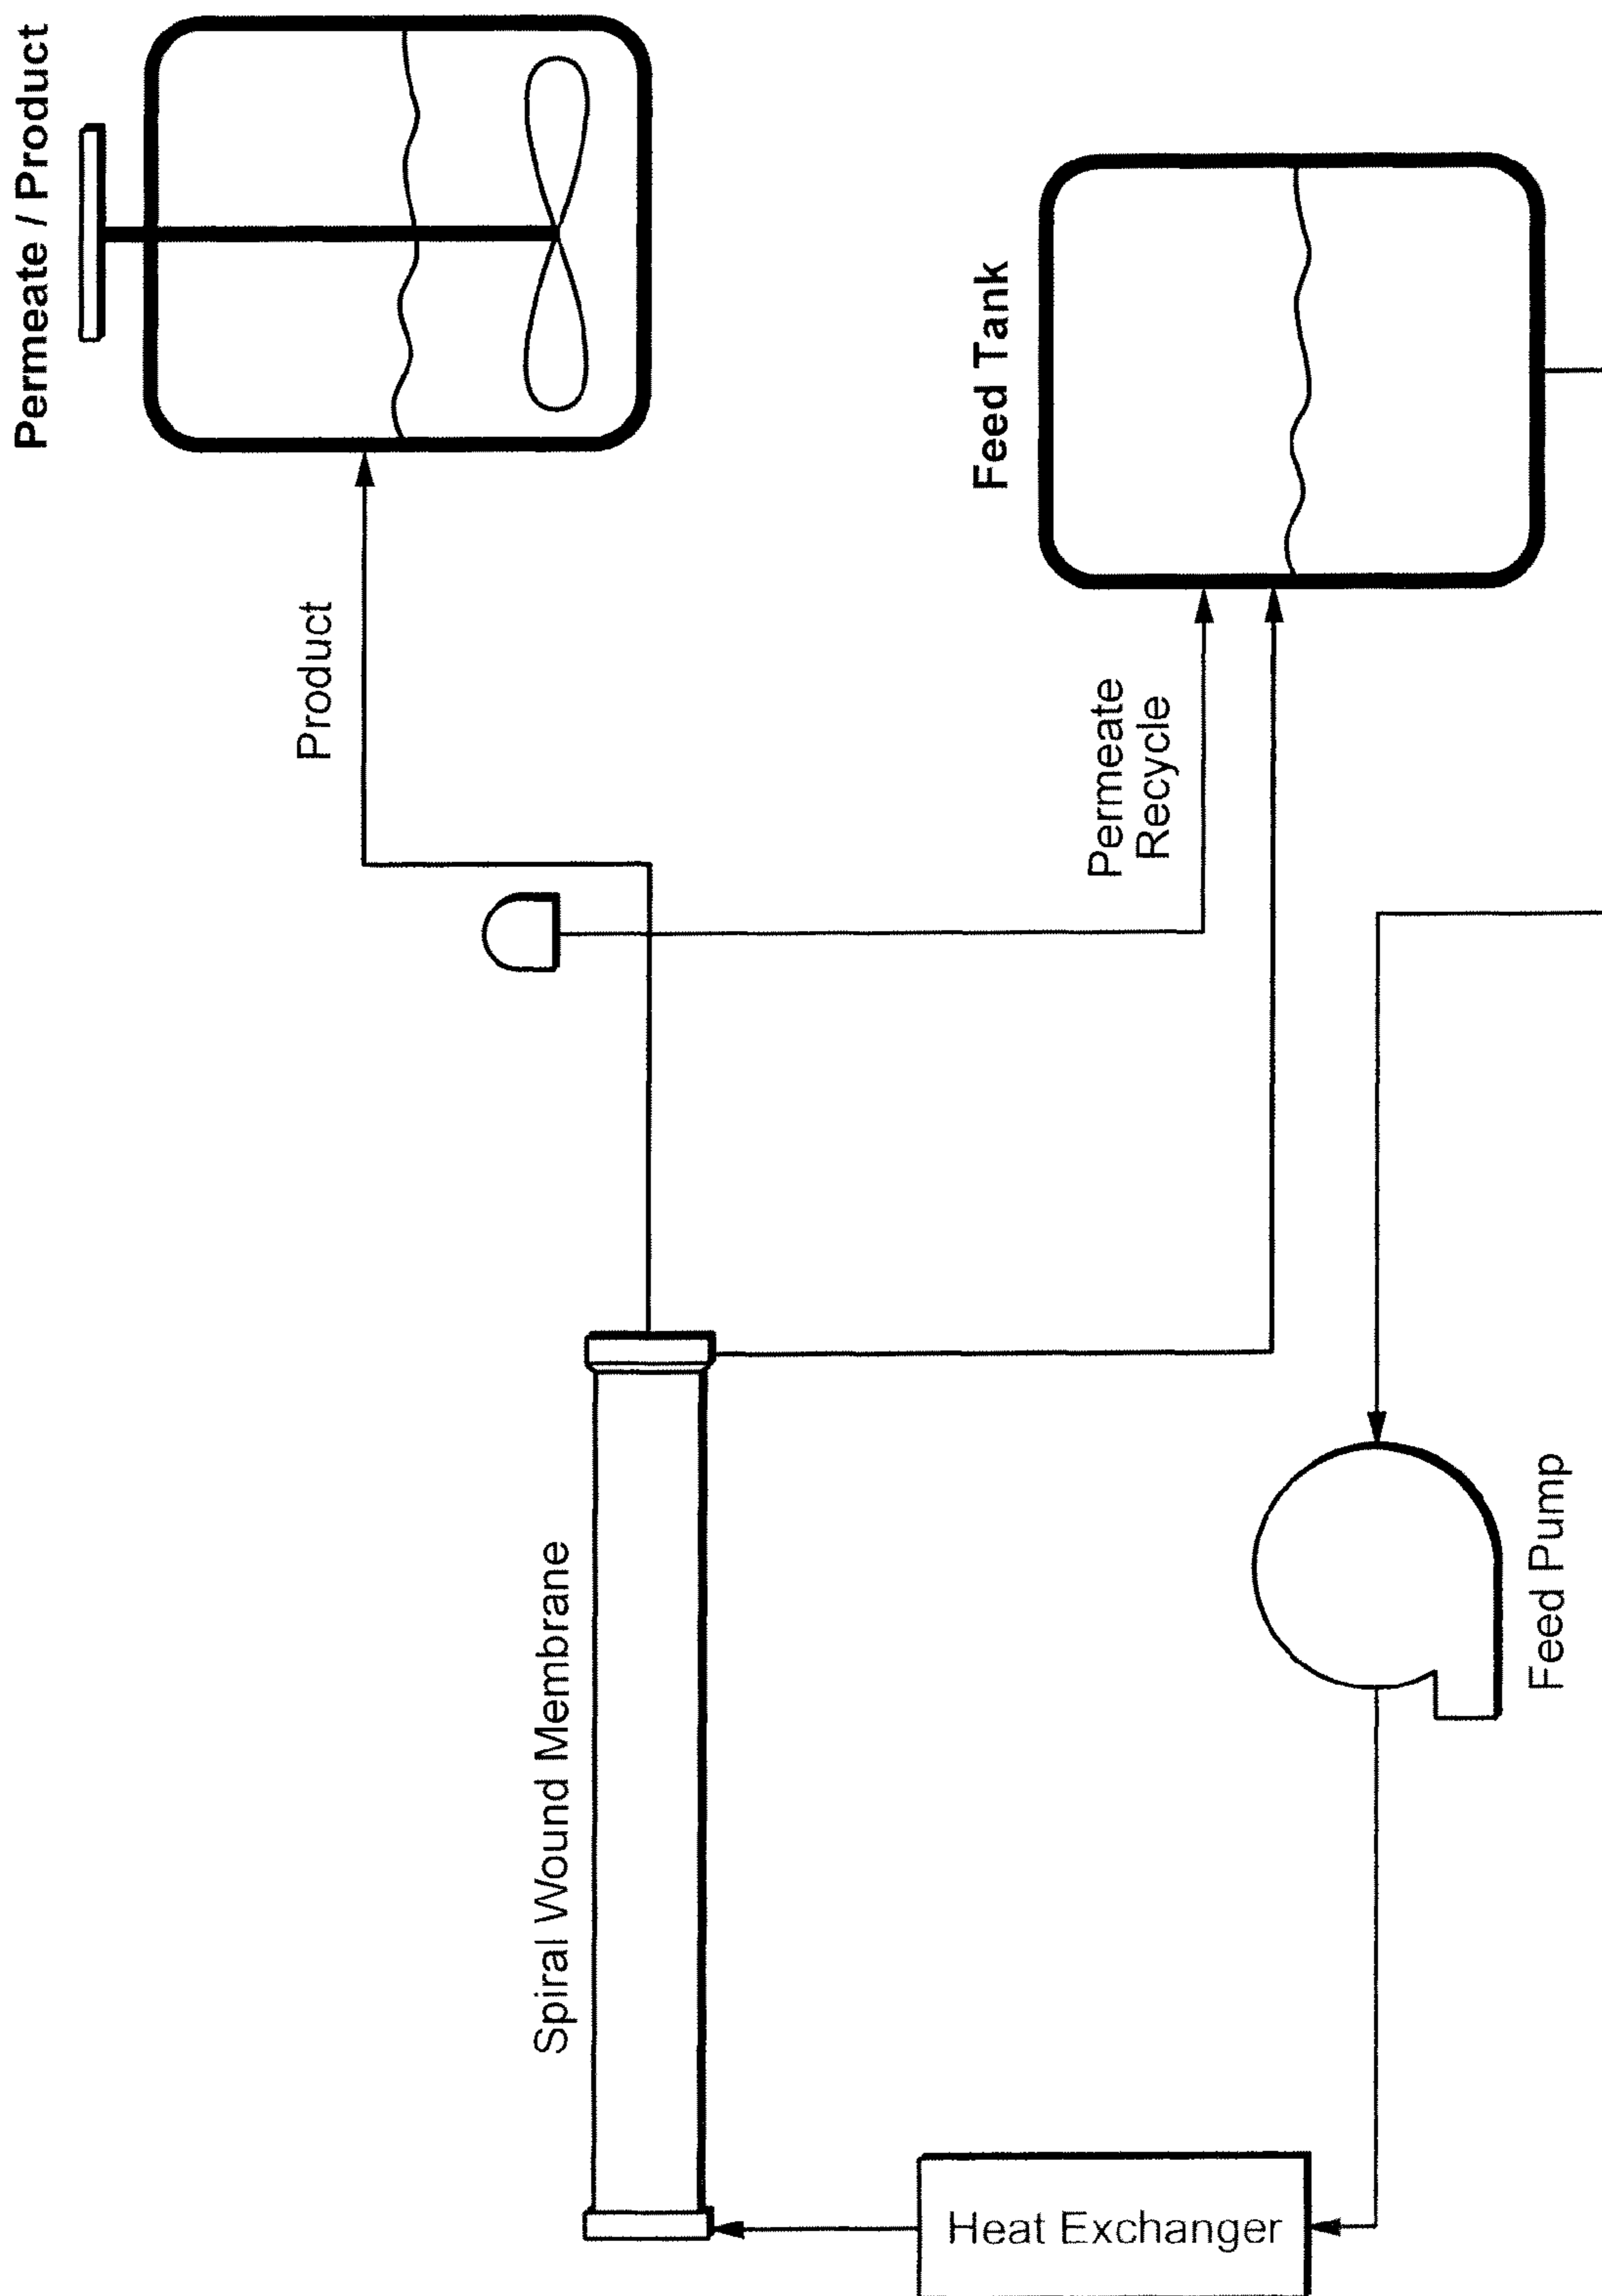 Permeate / Product
Product
Feed Tank
Permeate
Recycle
Spiral Wound Membrane
Feed Pump
Heat Exchanger